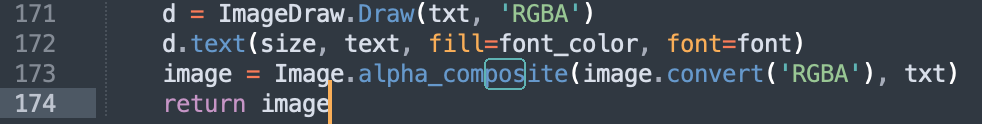 171 d = ImageDraw.Draw(txt, 'RGBA')
172 d.text(size, text, fill=font_color, font=font)
173 image = Image.alpha_composite(image.convert('RGBA'), txt)
174 return image